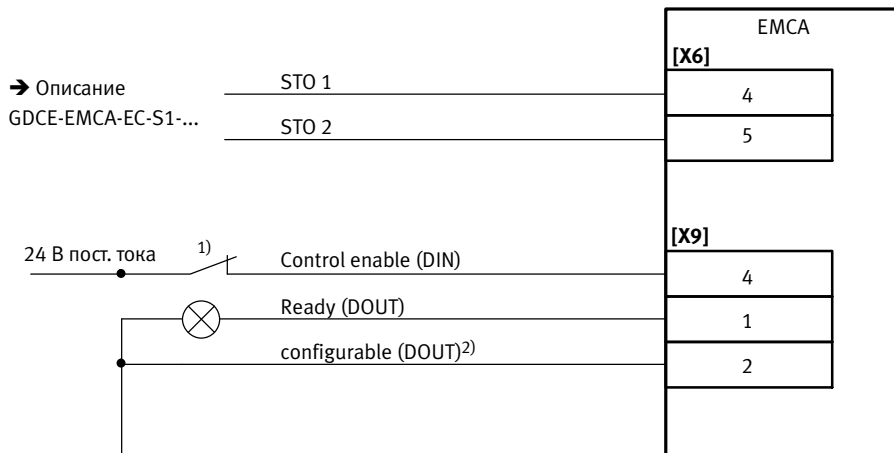 EMCA
[X6]
➔ Описание
GDCE-EMCA-EC-S1-...
STO 1
4
STO 2
5
[X9]
24 В пост. тока
1)
Control enable (DIN)
4
Ready (DOUT)
1
configurable (DOUT)2)
2